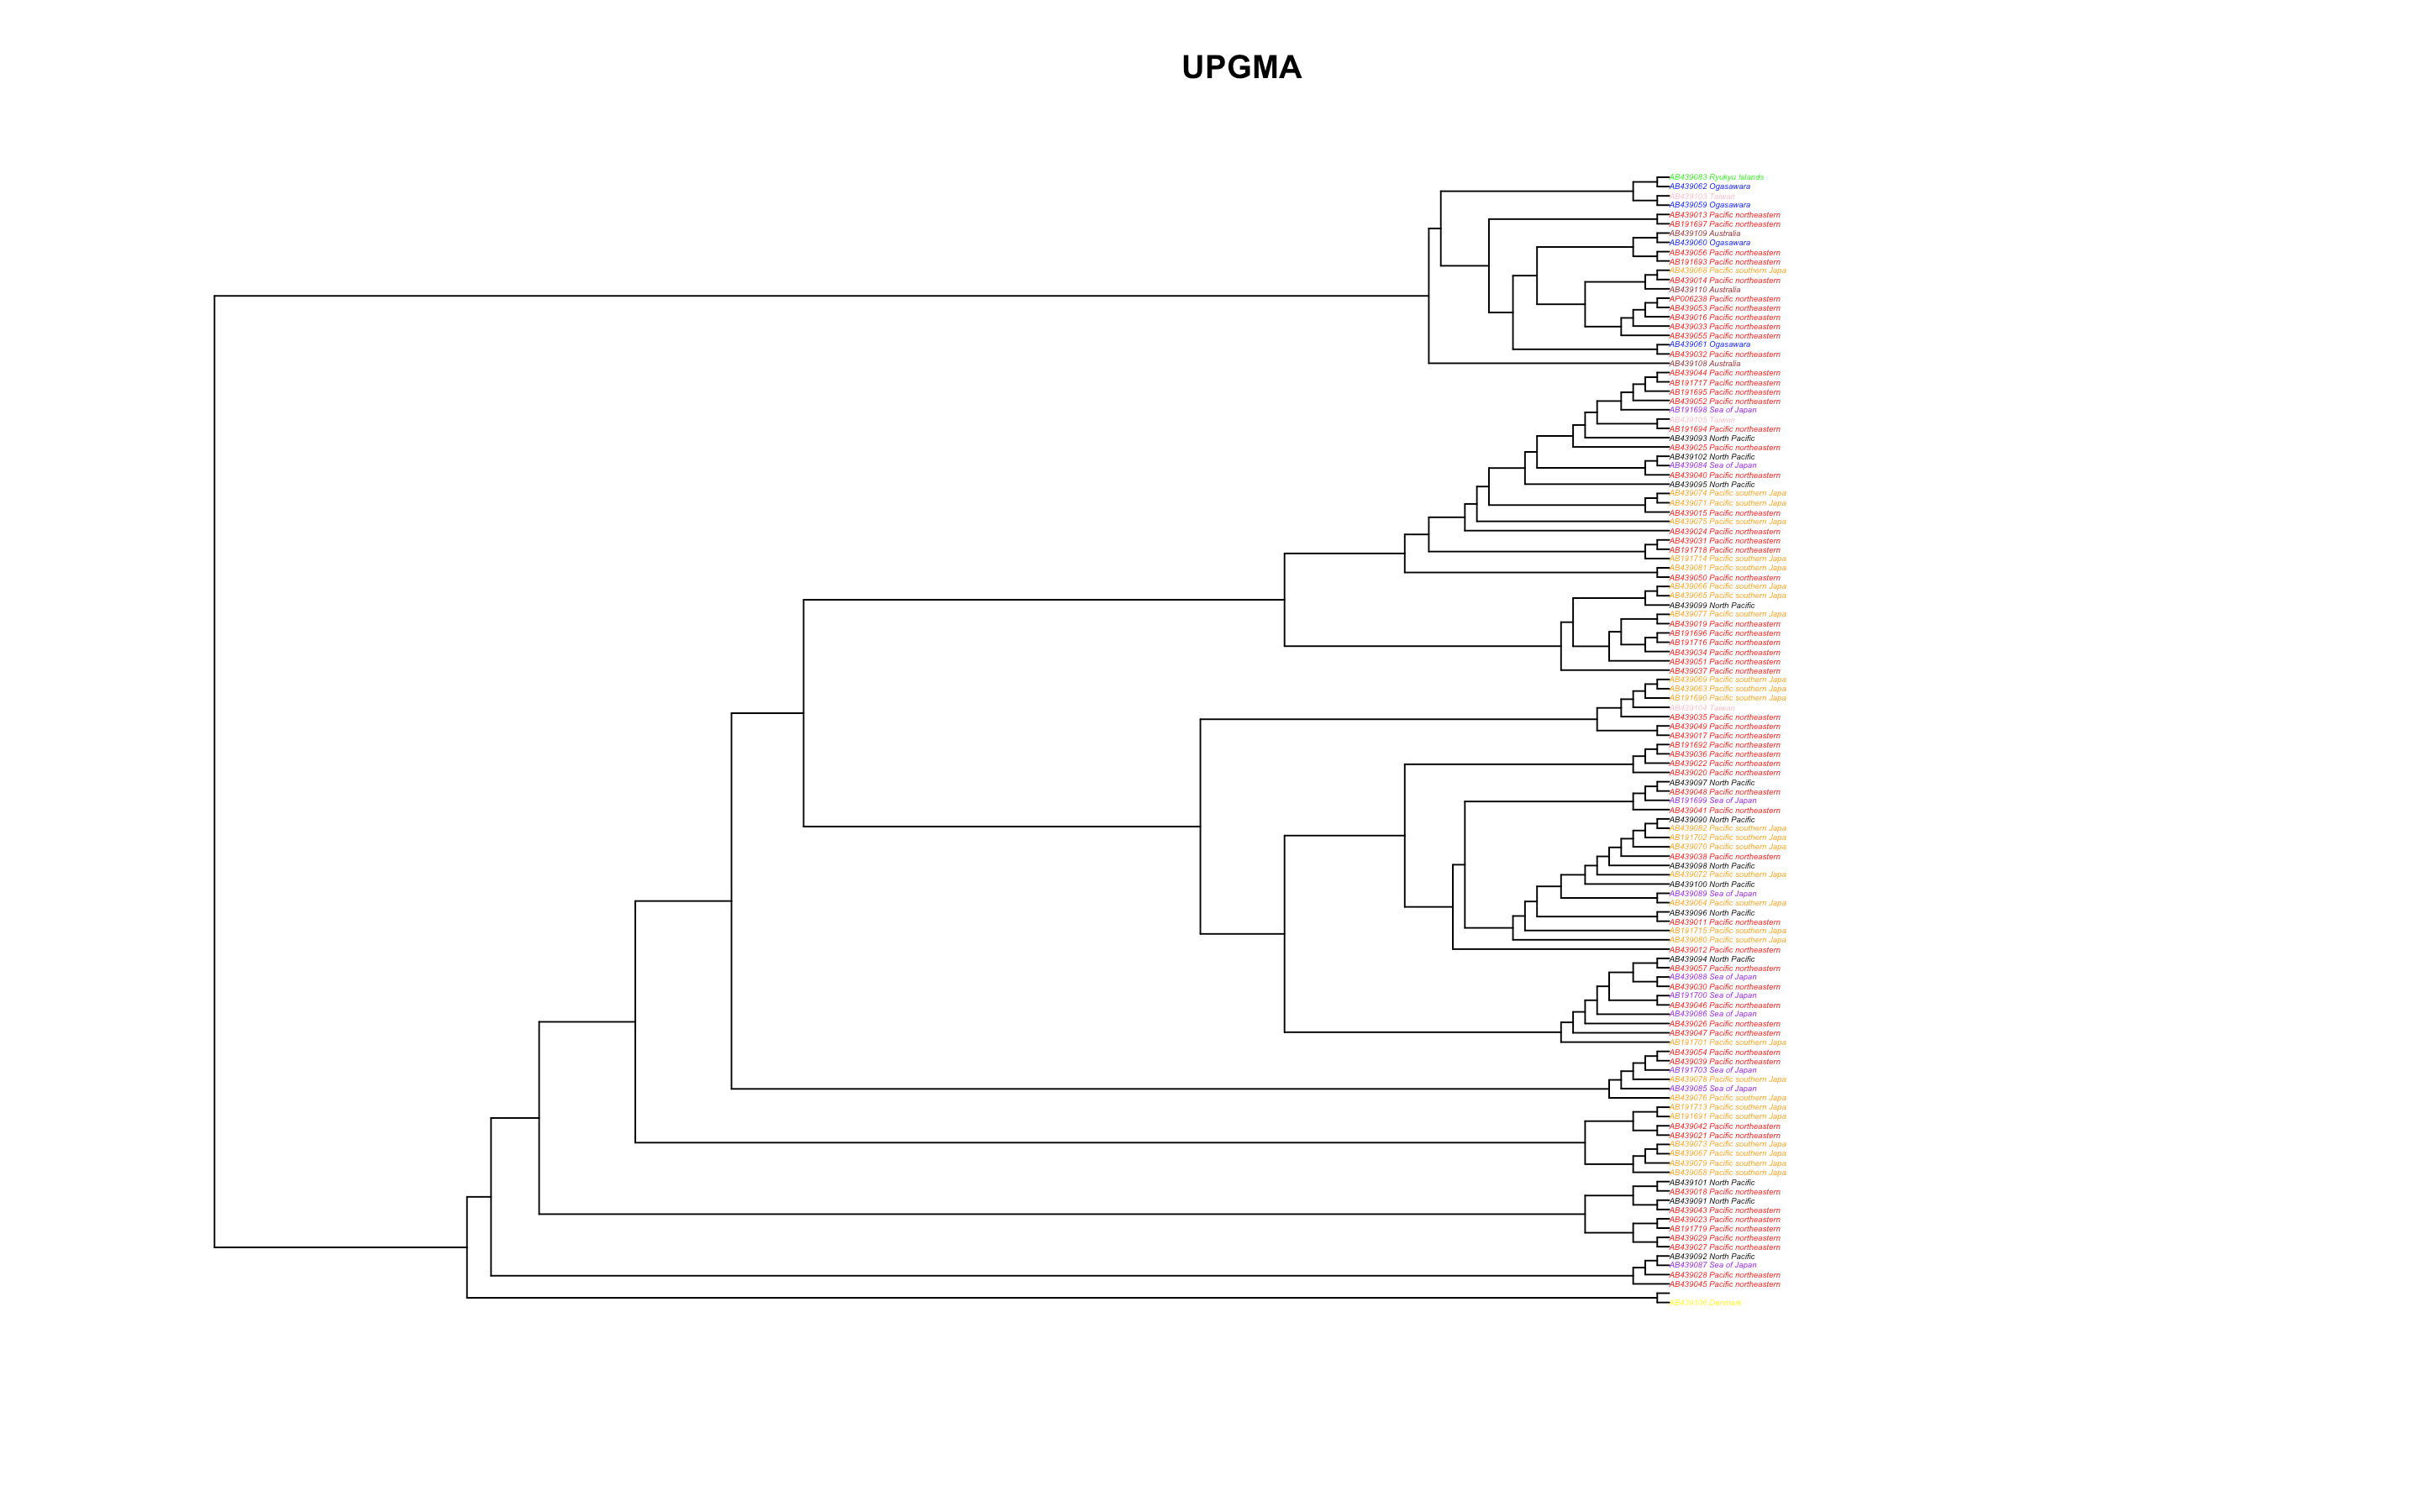 UPGMA
AB439083 Ryukyu Islands
AB439062 Ogasawara
AB439103 Taiwan
AB439059 Ogasawara
AB439013 Pacific northeastern
AB191697 Pacific northeastern
AB439109 Australia
AB439060 Ogasawara
AB439056 Pacific northeastern
AB191693 Pacific northeastern
AB439068 Pacific southern Japa
AB439014 Pacific northeastern
AB439110 Australia
AP006238 Pacific northeastern
AB439053 Pacific northeastern
AB439016 Pacific northeastern
AB439033 Pacific northeastern
AB439055 Pacific northeastern
AB439061 Ogasawara
AB439032 Pacific northeastern
AB439108 Australia
AB439044 Pacific northeastern
AB191717 Pacific northeastern
AB191695 Pacific northeastern
AB439052 Pacific northeastern
AB191698 Sea of Japan
AB439105 Taiwan
AB191694 Pacific northeastern
AB439093 North Pacific
AB439025 Pacific northeastern
AB439102 North Pacific
AB439084 Sea of Japan
AB439040 Pacific northeastern
AB439095 North Pacific
AB439074 Pacific southern Japa
AB439071 Pacific southern Japa
AB439015 Pacific northeastern
AB439075 Pacific southern Japa
AB439024 Pacific northeastern
AB439031 Pacific northeastern
AB191718 Pacific northeastern
AB191714 Pacific southern Japa
AB439081 Pacific southern Japa
AB439050 Pacific northeastern
AB439066 Pacific southern Japa
AB439065 Pacific southern Japa
AB439099 North Pacific
AB439077 Pacific southern Japa
AB439019 Pacific northeastern
AB191696 Pacific northeastern
AB191716 Pacific northeastern
AB439034 Pacific northeastern
AB439051 Pacific northeastern
AB439037 Pacific northeastern
AB439069 Pacific southern Japa
AB439063 Pacific southern Japa
AB191690 Pacific southern Japa
AB439104 Taiwan
AB439035 Pacific northeastern
AB439049 Pacific northeastern
AB439017 Pacific northeastern
AB191692 Pacific northeastern
AB439036 Pacific northeastern
AB439022 Pacific northeastern
AB439020 Pacific northeastern
AB439097 North Pacific
AB439048 Pacific northeastern
AB191699 Sea of Japan
AB439041 Pacific northeastern
AB439090 North Pacific
AB439082 Pacific southern Japa
AB191702 Pacific southern Japa
AB439070 Pacific southern Japa
AB439038 Pacific northeastern
AB439098 North Pacific
AB439072 Pacific southern Japa
AB439100 North Pacific
AB439089 Sea of Japan
AB439064 Pacific southern Japa
AB439096 North Pacific
AB439011 Pacific northeastern
AB191715 Pacific southern Japa
AB439080 Pacific southern Japa
AB439012 Pacific northeastern
AB439094 North Pacific
AB439057 Pacific northeastern
AB439088 Sea of Japan
AB439030 Pacific northeastern
AB191700 Sea of Japan
AB439046 Pacific northeastern
AB439086 Sea of Japan
AB439026 Pacific northeastern
AB439047 Pacific northeastern
AB191701 Pacific southern Japa
AB439054 Pacific northeastern
AB439039 Pacific northeastern
AB191703 Sea of Japan
AB439078 Pacific southern Japa
AB439085 Sea of Japan
AB439076 Pacific southern Japa
AB191713 Pacific southern Japa
AB191691 Pacific southern Japa
AB439042 Pacific northeastern
AB439021 Pacific northeastern
AB439073 Pacific southern Japa
AB439067 Pacific southern Japa
AB439079 Pacific southern Japa
AB439058 Pacific southern Japa
AB439101 North Pacific
AB439018 Pacific northeastern
AB439091 North Pacific
AB439043 Pacific northeastern
AB439023 Pacific northeastern
AB191719 Pacific northeastern
AB439029 Pacific northeastern
AB439027 Pacific northeastern
AB439092 North Pacific
AB439087 Sea of Japan
AB439028 Pacific northeastern
AB439045 Pacific northeastern
AB439106 Denmark